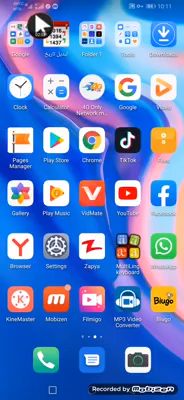 10:11
Google
Folder 1
Tools
Downloads
Clock
Calculator
4G Only
Network m...
Google
Video
Pages
Manager
Play Store
Chrome
TikTok
Files
Gallery
Play Music
VidMate
YouTube
Facebook
Browser
Settings
Zapya
MultiLing
keyboard
WhatsApp
KineMaster
Mobizen
Filmigo
MP3 Video
Converter
Biugo
Biugo
Recorded by mobizen